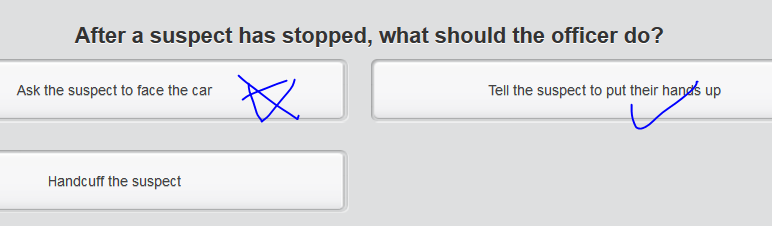 After a suspect has stopped, what should the officer do?
Ask the suspect to face the car
Tell the suspect to put their hands up
Handcuff the suspect